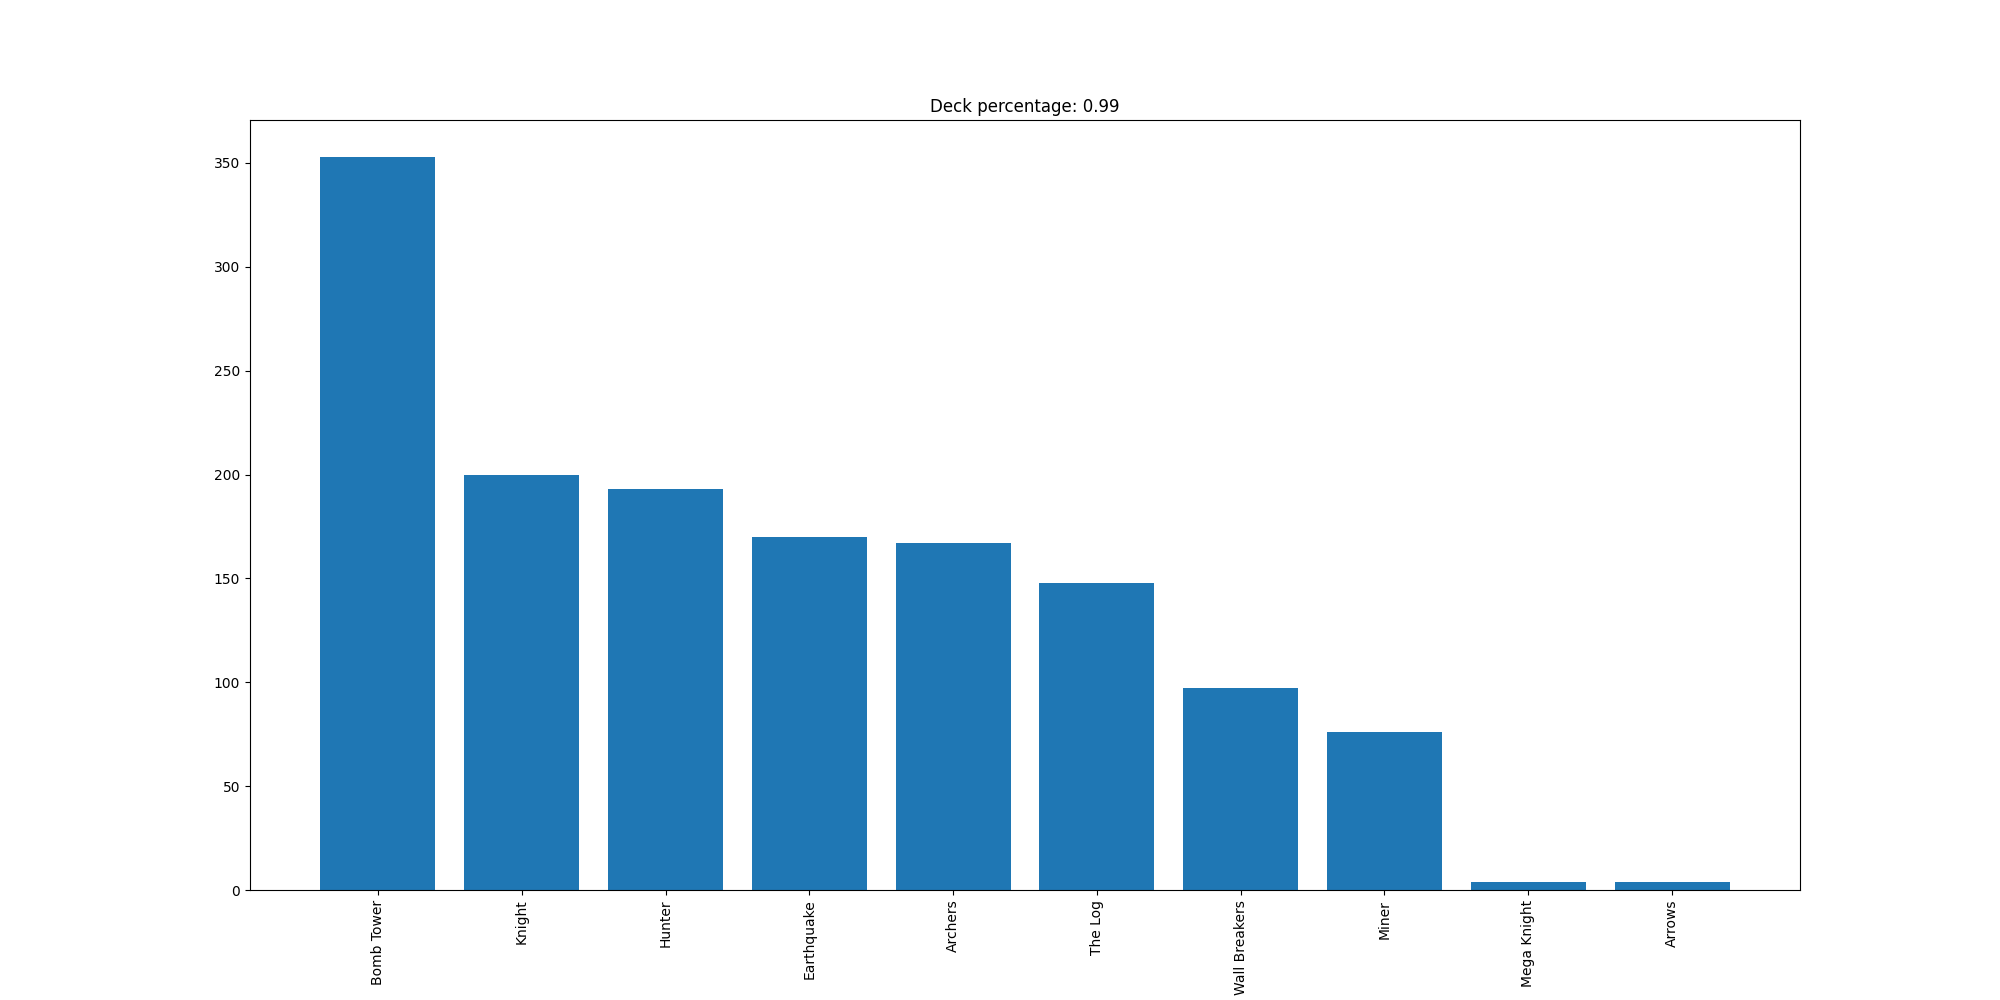 Deck percentage: 0.99
350
300
250
200
150
100
50
0
Bomb Tower
Knight
Hunter
Earthquake
Archers
The Log
Wall Breakers
Miner
Mega Knight
Arrows